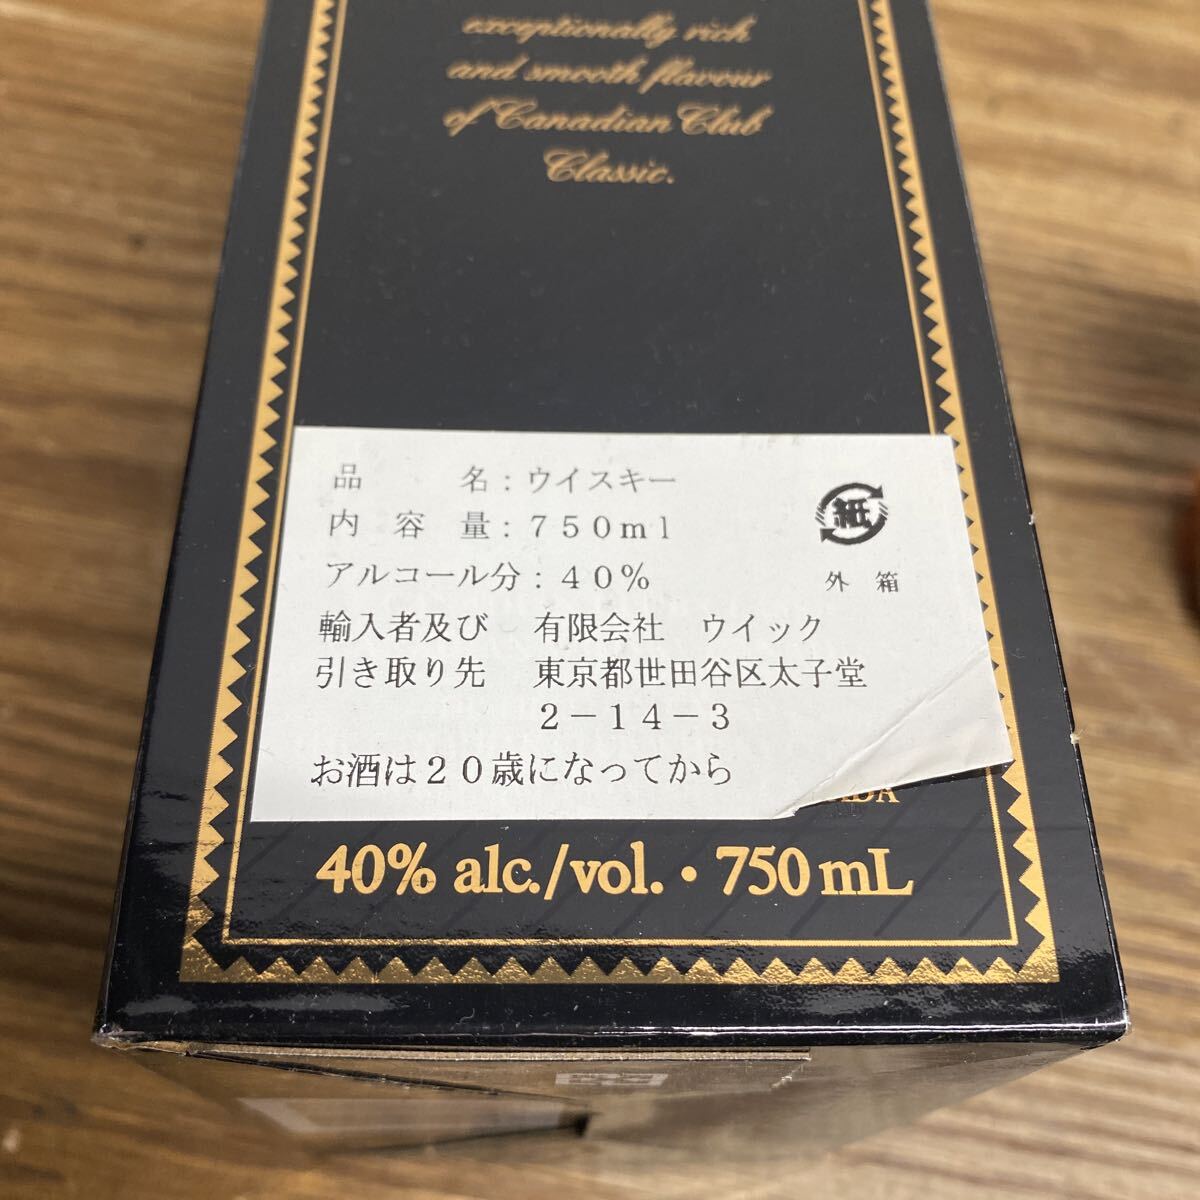 exceptionally rich
and smooth flavour
of Canadian Club
Classic.
品　　　名：ウイスキー
内　容　量：７５０ｍｌ
アルコール分：４０％
輸入者及び　有限会社　ウイック
引き取り先　東京都世田谷区太子堂
２－１４－３
お酒は２０歳になってから
紙
外 箱
40% alc./vol. • 750 mL